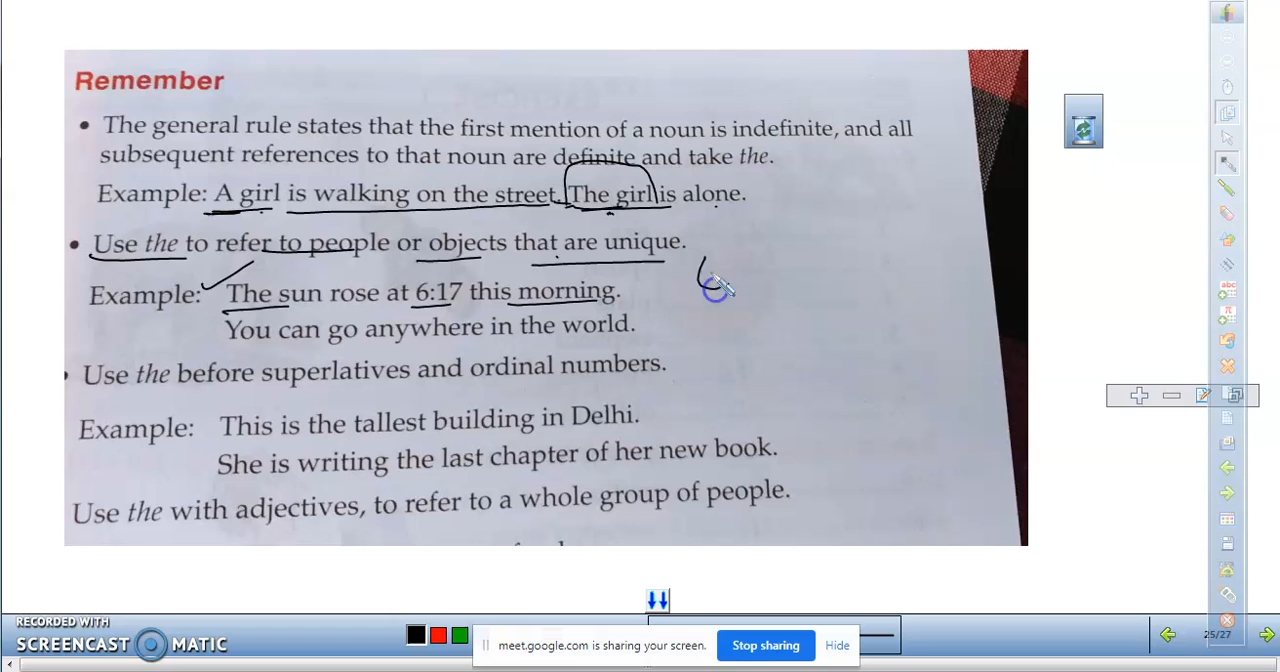 Remember
• The general rule states that the first mention of a noun is indefinite, and all
subsequent references to that noun are definite and take the.
Example: A girl is walking on the street. The girl is alone.
• Use the to refer to people or objects that are unique.
Example: The sun rose at 6:17 this morning.
You can go anywhere in the world.
• Use the before superlatives and ordinal numbers.
Example: This is the tallest building in Delhi.
She is writing the last chapter of her new book.
Use the with adjectives, to refer to a whole group of people.
abc
π
RECORDED WITH
SCREENCAST MATIC
meet.google.com is sharing your screen.
Stop sharing
Hide
25/27